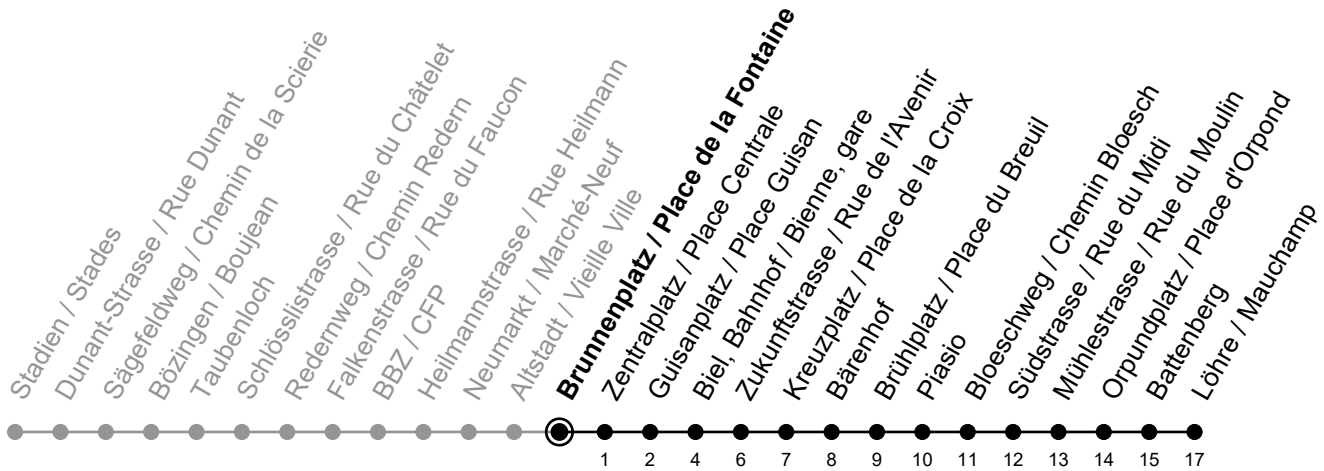 Stadien / Stades
Dunant-Strasse / Rue Dunant
Sägefeldweg / Chemin de la Scierie
Bözingen / Boujean
Taubenloch
Schlösslistrasse / Rue du Châtelet
Redernweg / Chemin Redern
Falkenstrasse / Rue du Faucon
BBZ / CFP
Heilmannstrasse / Rue Heilmann
Neumarkt / Marché-Neuf
Altstadt / Vieille Ville
Brunnenplatz / Place de la Fontaine
Zentralplatz / Place Centrale
Guisanplatz / Place Guisan
Biel, Bahnhof / Bienne, gare
Zukunftstrasse / Rue de l'Avenir
Kreuzplatz / Place de la Croix
Bärenhof
Brühlplatz / Place du Breuil
Piasio
Bloeschweg / Chemin Bloesch
Südstrasse / Rue du Midi
Mühlestrasse / Rue du Moulin
Orpundplatz / Place d'Orpond
Battenberg
Löhre / Mauchamp
1 2 4 6 7 8 9 10 11 12 13 14 15 17